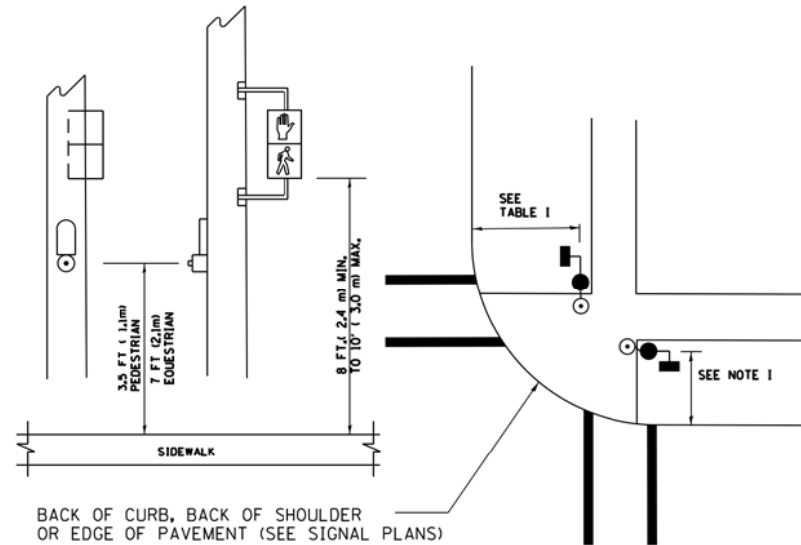 SEE
TABLE I
3.5 FT ( 1.1m)
PEDESTRIAN
7 FT (2.1m)
EQUESTRIAN
8 FT.( 2.4 m) MIN.
TO 10' ( 3.0 m) MAX.
SEE NOTE I
SIDEWALK
BACK OF CURB, BACK OF SHOULDER
OR EDGE OF PAVEMENT (SEE SIGNAL PLANS)